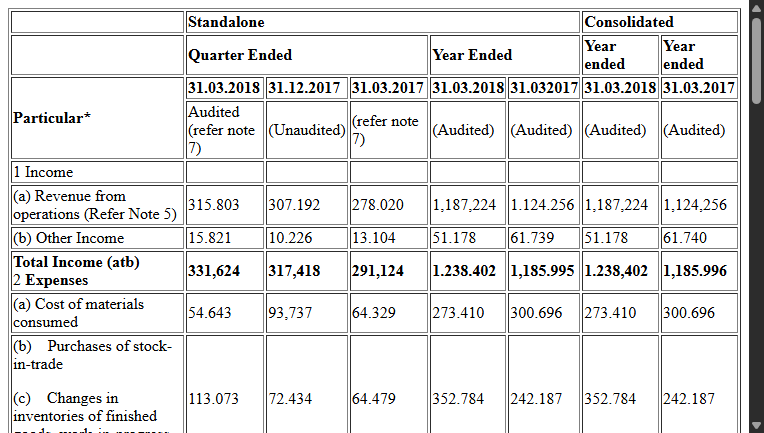 Standalone Consolidated
Quarter Ended Year Ended Year ended Year ended
Particular* 31.03.2018 31.12.2017 31.03.2017 31.03.2018 31.032017 31.03.2018 31.03.2017
Audited (refer note 7) (Unaudited) (refer note 7) (Audited) (Audited) (Audited) (Audited)
1 Income
(a) Revenue from operations (Refer Note 5) 315.803 307.192 278.020 1,187,224 1.124.256 1,187,224 1,124,256
(b) Other Income 15.821 10.226 13.104 51.178 61.739 51.178 61.740
Total Income (atb)
2 Expenses 331,624 317,418 291,124 1.238.402 1,185.995 1.238,402 1,185.996
(a) Cost of materials consumed 54.643 93,737 64.329 273.410 300.696 273.410 300.696
(b) Purchases of stock-in-trade
(c) Changes in inventories of finished 113.073 72.434 64.479 352.784 242.187 352.784 242.187